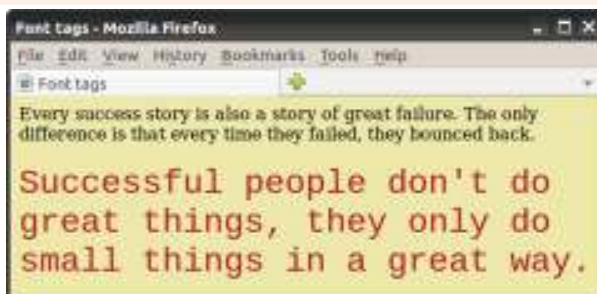 Font tags - Mozilla Firefox
File Edit View History Bookmarks Tools Help
Font tags
Every success story is also a story of great failure. The only
difference is that every time they failed, they bounced back.
Successful people don't do
great things, they only do
small things in a great way.